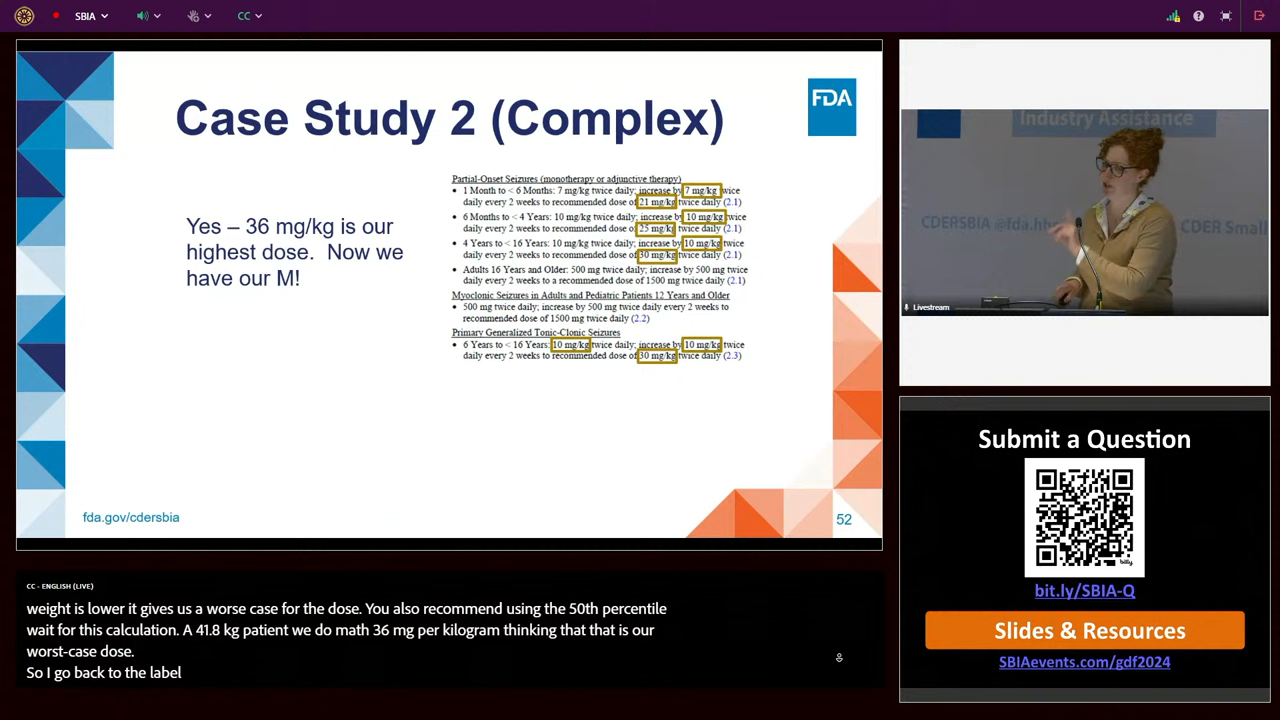 SBIA
CC
Case Study 2 (Complex)
FDA
Yes – 36 mg/kg is our
highest dose. Now we
have our M!
Partial-Onset Seizures (monotherapy or adjunctive therapy)
• 1 Month to < 6 Months: 7 mg/kg twice daily; increase by 7 mg/kg twice
daily every 2 weeks to recommended dose of 21 mg/kg twice daily (2.1)
• 6 Months to < 4 Years: 10 mg/kg twice daily; increase by 10 mg/kg twice
daily every 2 weeks to recommended dose of 25 mg/kg twice daily (2.1)
• 4 Years to < 16 Years: 10 mg/kg twice daily; increase by 10 mg/kg twice
daily every 2 weeks to recommended dose of 30 mg/kg twice daily (2.1)
• Adults 16 Years and Older: 500 mg twice daily; increase by 500 mg twice
daily every 2 weeks to a recommended dose of 1500 mg twice daily (2.1)
Myoclonic Seizures in Adults and Pediatric Patients 12 Years and Older
• 500 mg twice daily; increase by 500 mg twice daily every 2 weeks to
recommended dose of 1500 mg twice daily (2.2)
Primary Generalized Tonic-Clonic Seizures
• 6 Years to < 16 Years: 10 mg/kg twice daily; increase by 10 mg/kg twice
daily every 2 weeks to recommended dose of 30 mg/kg twice daily (2.3)
fda.gov/cdersbia
52
Industry Assistance
CDERSBIA @fda.hh
CDER Small
Livestream
Submit a Question
bitly
bit.ly/SBIA-Q
Slides & Resources
SBIAevents.com/gdf2024
CC - ENGLISH (LIVE)
weight is lower it gives us a worse case for the dose. You also recommend using the 50th percentile
wait for this calculation. A 41.8 kg patient we do math 36 mg per kilogram thinking that that is our
worst-case dose.
So I go back to the label